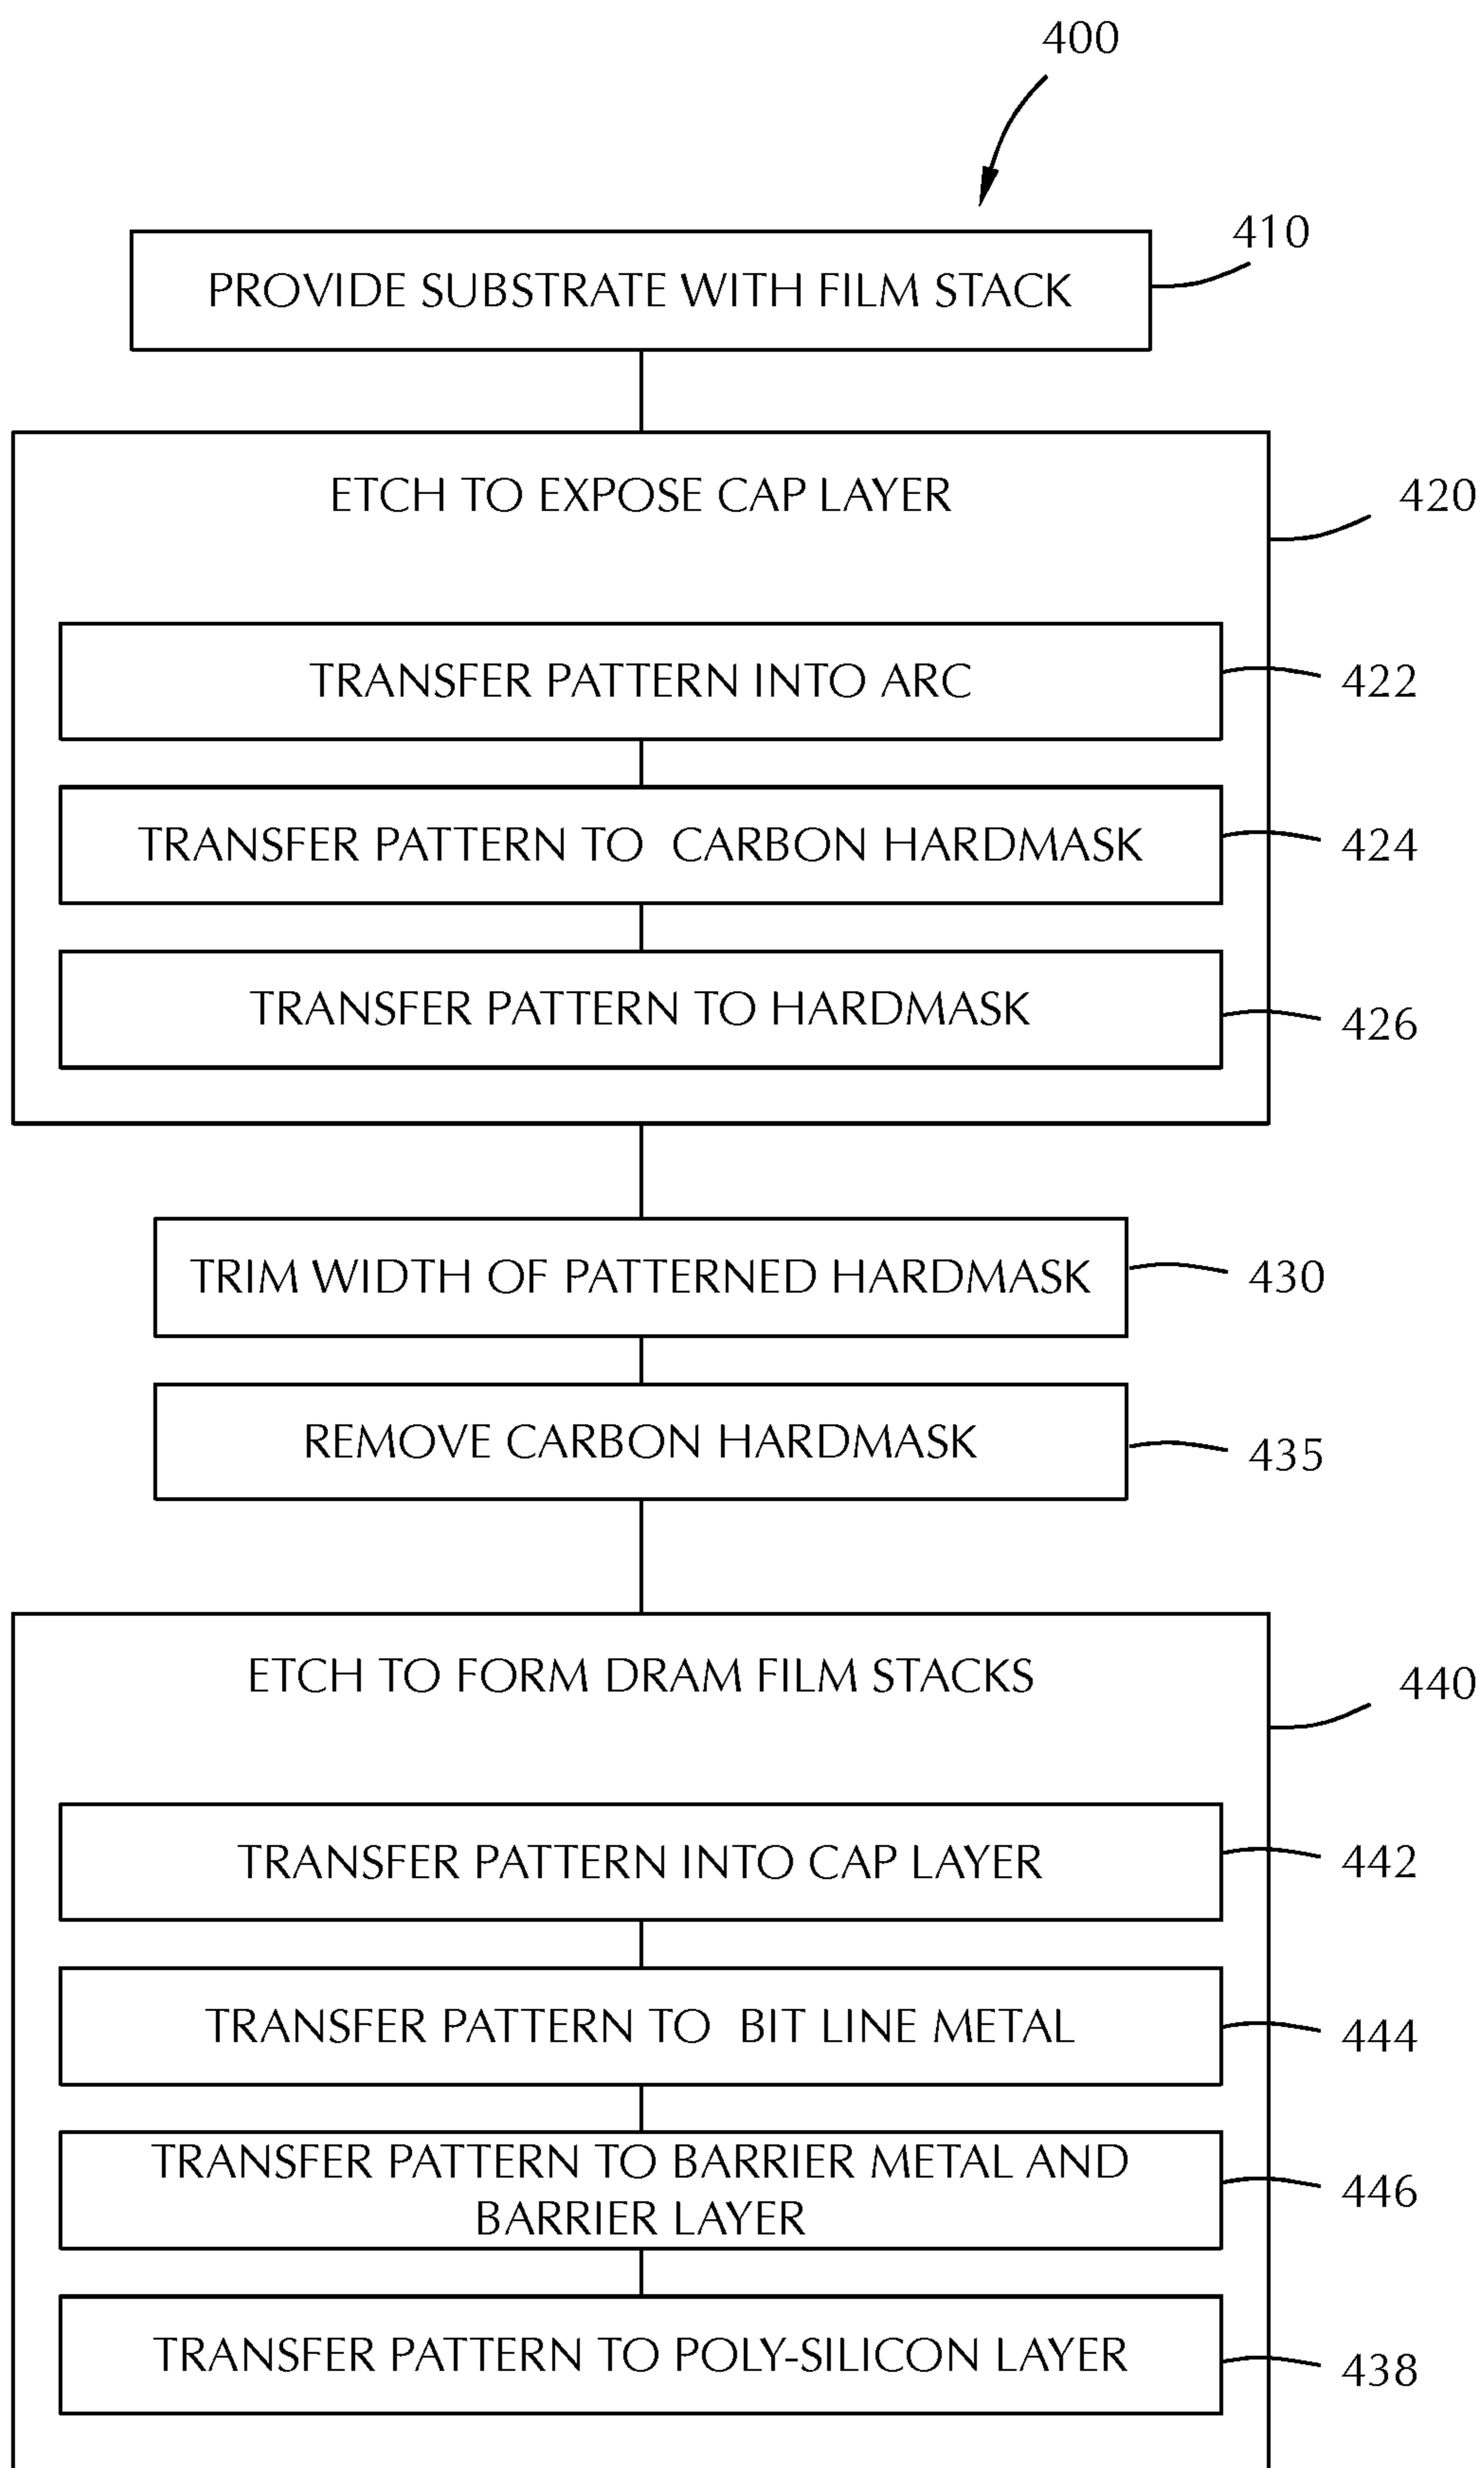 400
PROVIDE SUBSTRATE WITH FILM STACK
410
ETCH TO EXPOSE CAP LAYER
420
TRANSFER PATTERN INTO ARC
422
TRANSFER PATTERN TO CARBON HARDMASK
424
TRANSFER PATTERN TO HARDMASK
426
TRIM WIDTH OF PATTERNED HARDMASK
430
REMOVE CARBON HARDMASK
435
ETCH TO FORM DRAM FILM STACKS
440
TRANSFER PATTERN INTO CAP LAYER
442
TRANSFER PATTERN TO BIT LINE METAL
444
TRANSFER PATTERN TO BARRIER METAL AND
BARRIER LAYER
446
TRANSFER PATTERN TO POLY-SILICON LAYER
438